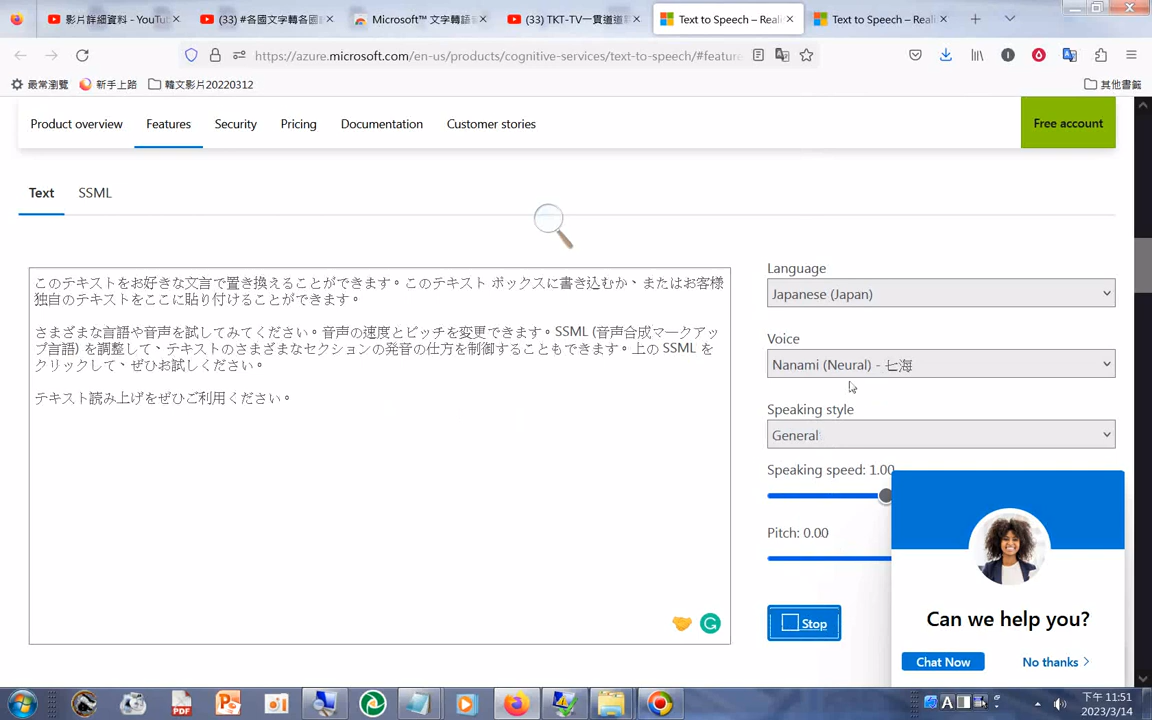 影片詳細資料 - YouTu
(33) #各國文字轉各國
Microsoft™ 文字轉語
(33) TKT-TV一貫道道
Text to Speech – Reali
Text to Speech – Reali
https://azure.microsoft.com/en-us/products/cognitive-services/text-to-speech/#feature
最常瀏覽
新手上路
韓文影片20220312
其他書籤
Product overview
Features
Security
Pricing
Documentation
Customer stories
Free account
Text
SSML
このテキストをお好きな文言で置き換えることができます。このテキスト ボックスに書き込むか、またはお客様
独自のテキストをここに貼り付けることができます。
さまざまな言語や音声を試してみてください。音声の速度とピッチを変更できます。SSML (音声合成マークアッ
プ言語) を調整して、テキストのさまざまなセクションの発音の仕方を制御することもできます。上の SSML を
クリックして、ぜひお試しください。
テキスト読み上げをぜひご利用ください。
Language
Japanese (Japan)
Voice
Nanami (Neural) - 七海
Speaking style
General
Speaking speed: 1.00
Pitch: 0.00
Stop
Can we help you?
Chat Now
No thanks
PDF
A
下午 11:51
2023/3/14